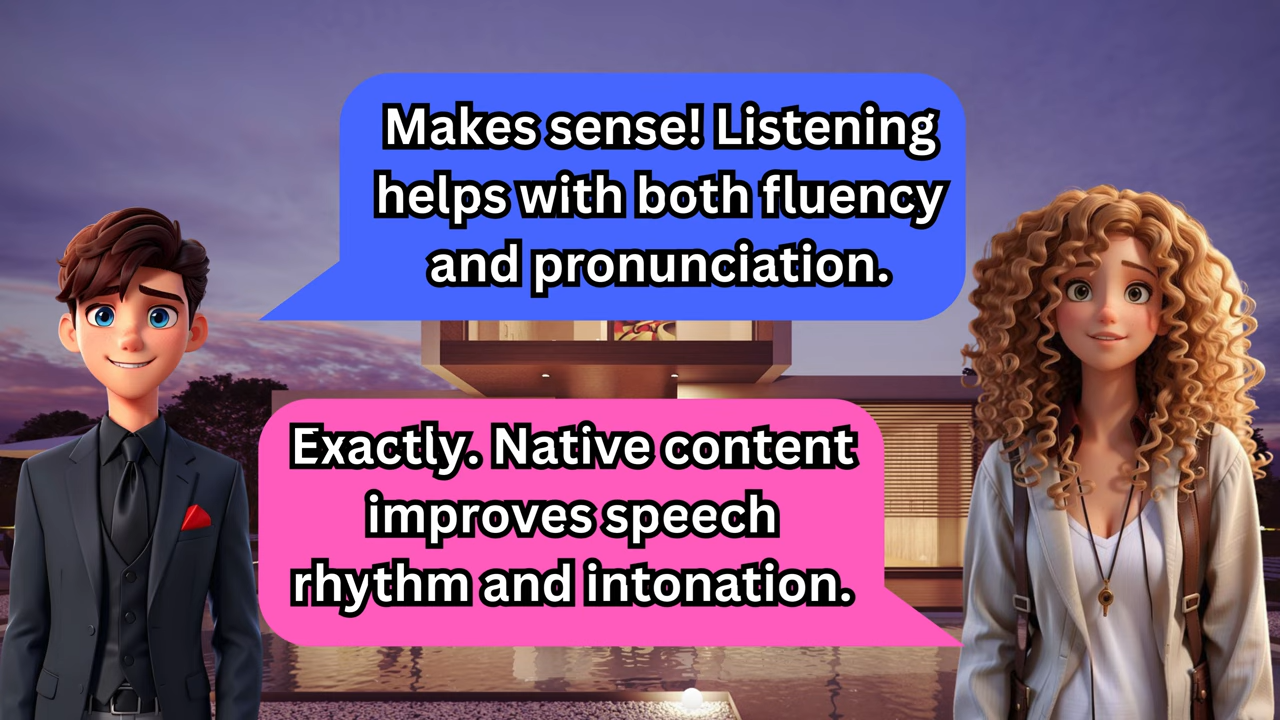 Makes sense! Listening
helps with both fluency
and pronunciation.
Exactly. Native content
improves speech
rhythm and intonation.